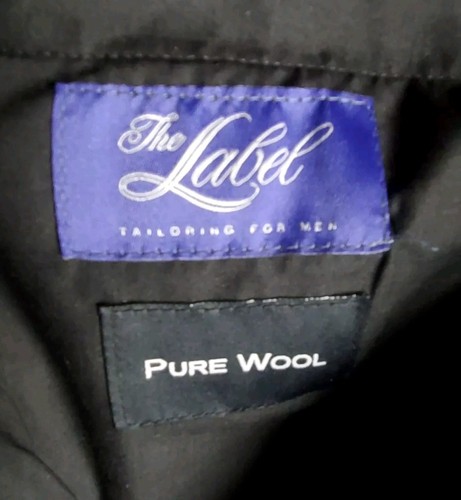 The Label
TAILORING FOR MEN
PURE WOOL